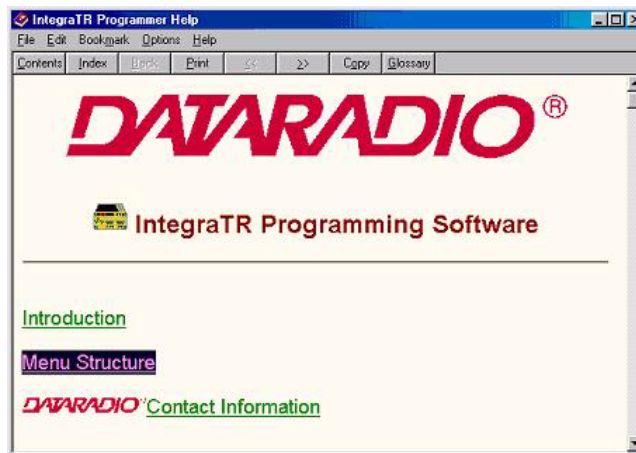 IntegraTR Programmer Help
File Edit Bookmark Options Help
Contents Index Back Print << >> Copy Glossary
DATARADIO®
IntegraTR Programming Software
Introduction
Menu Structure
DATARADIO Contact Information